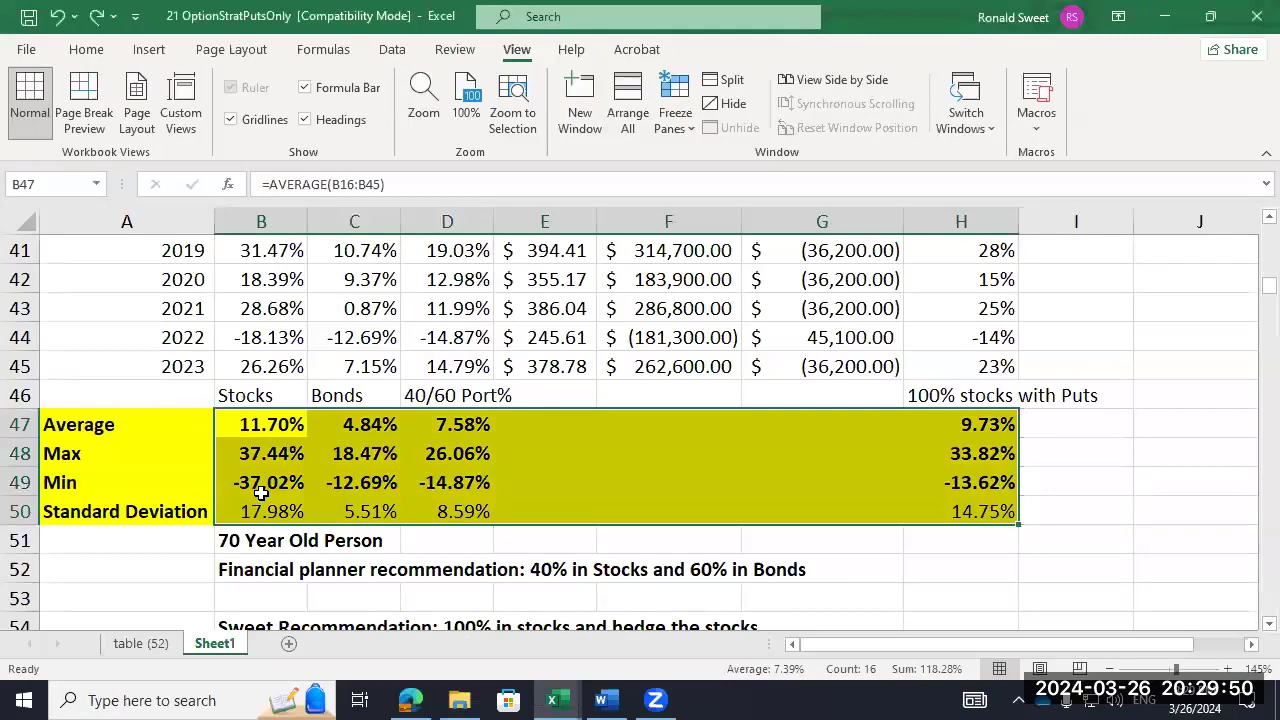 21 OptionStratPutsOnly [Compatibility Mode] - Excel
Search
Ronald Sweet RS
File Home Insert Page Layout Formulas Data Review View Help Acrobat Share
Normal Page Break Preview Page Layout Custom Views
Workbook Views
Ruler Formula Bar
Gridlines Headings
Show
Zoom 100% Zoom to Selection
Zoom
New Window Arrange All Freeze Panes
Split
Hide
Unhide
View Side by Side
Synchronous Scrolling
Reset Window Position
Window
Switch Windows
Macros
Macros
B47 fx =AVERAGE(B16:B45)
A B C D E F G H I J
41 2019 31.47% 10.74% 19.03% $ 394.41 $ 314,700.00 $ (36,200.00) 28%
42 2020 18.39% 9.37% 12.98% $ 355.17 $ 183,900.00 $ (36,200.00) 15%
43 2021 28.68% 0.87% 11.99% $ 386.04 $ 286,800.00 $ (36,200.00) 25%
44 2022 -18.13% -12.69% -14.87% $ 245.61 $ (181,300.00) $ 45,100.00 -14%
45 2023 26.26% 7.15% 14.79% $ 378.78 $ 262,600.00 $ (36,200.00) 23%
46 Stocks Bonds 40/60 Port% 100% stocks with Puts
47 Average 11.70% 4.84% 7.58% 9.73%
48 Max 37.44% 18.47% 26.06% 33.82%
49 Min -37.02% -12.69% -14.87% -13.62%
50 Standard Deviation 17.98% 5.51% 8.59% 14.75%
51 70 Year Old Person
52 Financial planner recommendation: 40% in Stocks and 60% in Bonds
53
54 Sweet Recommendation: 100% in stocks and hedge the stocks
table (52) Sheet1
Ready Average: 7.39% Count: 16 Sum: 118.28% 145%
Type here to search
2024-03-26 20:29:50
ENG
3/26/2024